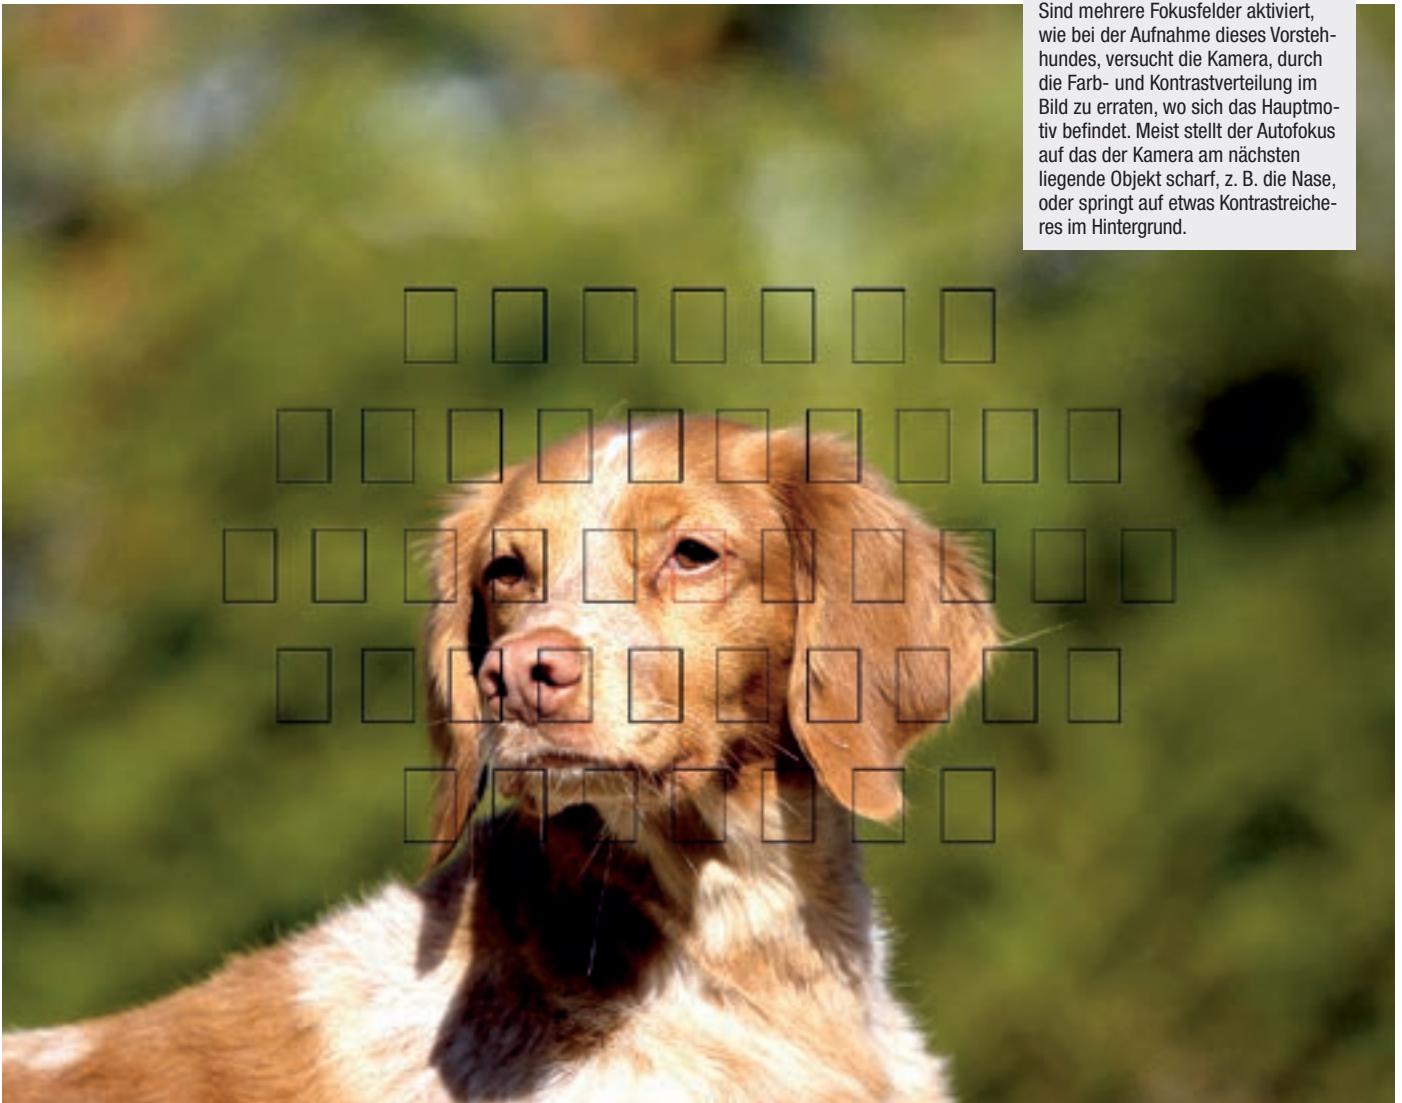 Sind mehrere Fokusfelder aktiviert,
wie bei der Aufnahme dieses Vorsteh-
hundes, versucht die Kamera, durch
die Farb- und Kontrastverteilung im
Bild zu erraten, wo sich das Hauptmo-
tiv befindet. Meist stellt der Autofokus
auf das der Kamera am nächsten
liegende Objekt scharf, z. B. die Nase,
oder springt auf etwas Kontrastreiche-
res im Hintergrund.